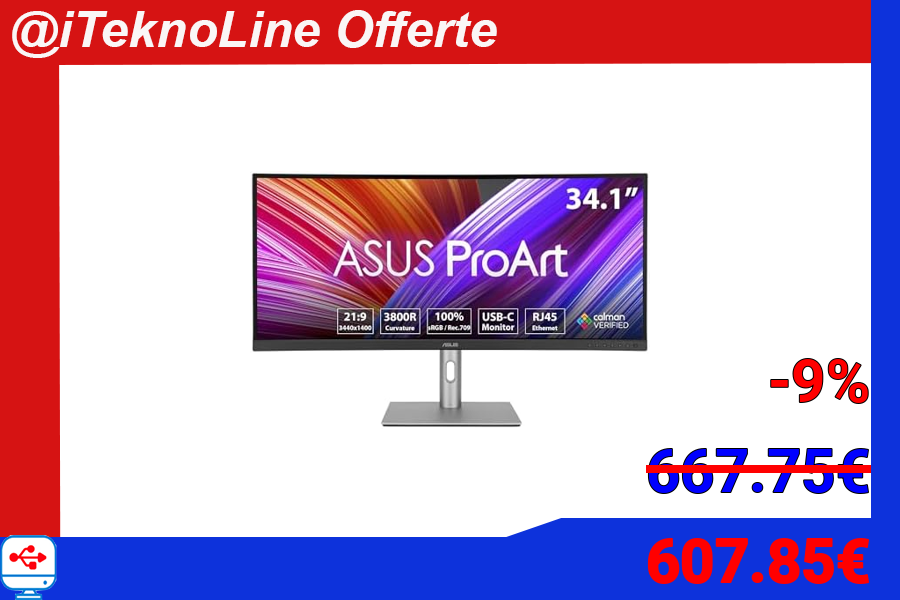 @iTeknoLine Offerte
34.1”
ASUS ProArt
21:9
3440x1400
3800R
Curvature
100%
sRGB / Rec.709
USB-C
Monitor
RJ45
Ethernet
calman
VERIFIED
ASUS
-9%
667.75€
607.85€